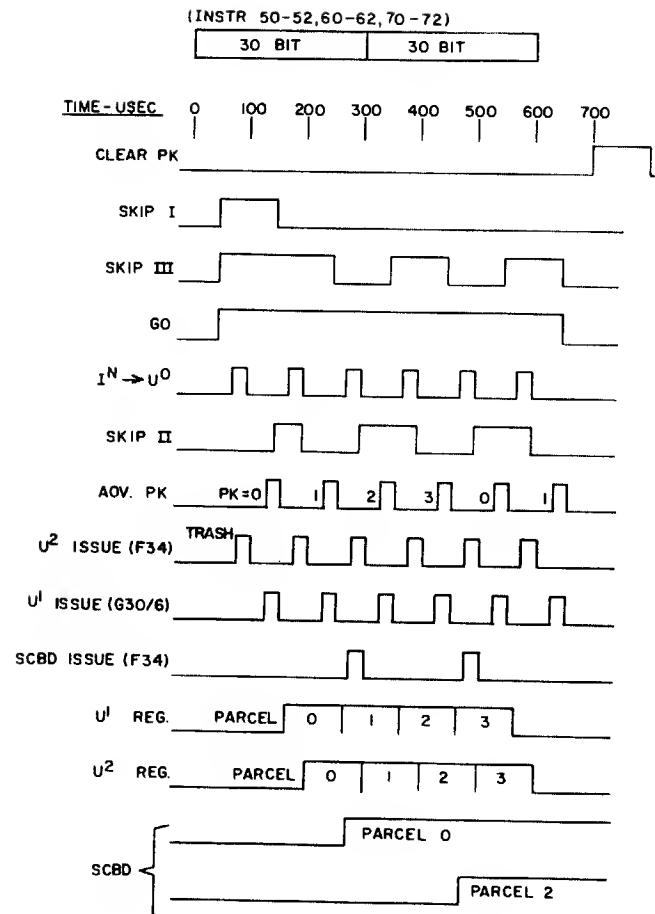 (INSTR 50-52,60-62,70-72)
30 BIT 30 BIT
TIME-USEC 0 100 200 300 400 500 600 700
CLEAR PK
SKIP I
SKIP III
GO
I^N → U^0
SKIP II
AOV. PK PK=0 1 2 3 0 1
TRASH
U^2 ISSUE (F34)
U^1 ISSUE (G30/6)
SCBD ISSUE (F34)
U^1 REG. PARCEL 0 1 2 3
U^2 REG. PARCEL 0 1 2 3
PARCEL 0
SCBD
PARCEL 2